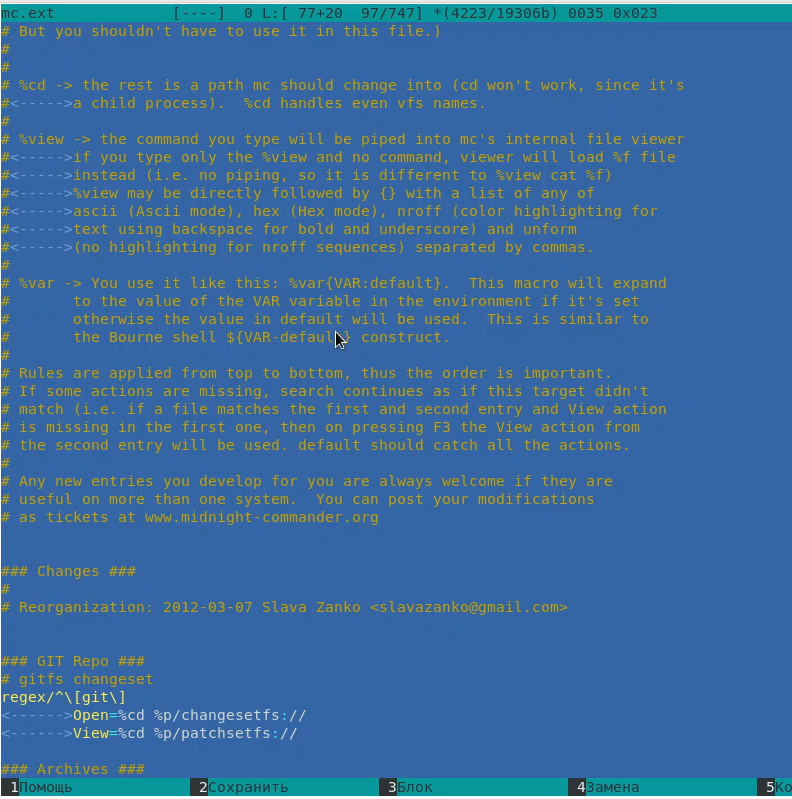 mc.ext             [----]  0 L:[ 77+20  97/747] *(4223/19306b) 0035 0x023
# But you shouldn't have to use it in this file.)
#
#
# %cd -> the rest is a path mc should change into (cd won't work, since it's
#<----->a child process).  %cd handles even vfs names.
#
# %view -> the command you type will be piped into mc's internal file viewer
#<----->if you type only the %view and no command, viewer will load %f file
#<----->instead (i.e. no piping, so it is different to %view cat %f)
#<----->%view may be directly followed by {} with a list of any of
#<----->ascii (Ascii mode), hex (Hex mode), nroff (color highlighting for
#<----->text using backspace for bold and underscore) and unform
#<----->(no highlighting for nroff sequences) separated by commas.
#
# %var -> You use it like this: %var{VAR:default}.  This macro will expand
#       to the value of the VAR variable in the environment if it's set
#       otherwise the value in default will be used.  This is similar to
#       the Bourne shell ${VAR-default} construct.
#
# Rules are applied from top to bottom, thus the order is important.
# If some actions are missing, search continues as if this target didn't
# match (i.e. if a file matches the first and second entry and View action
# is missing in the first one, then on pressing F3 the View action from
# the second entry will be used. default should catch all the actions.
#
# Any new entries you develop for you are always welcome if they are
# useful on more than one system.  You can post your modifications
# as tickets at www.midnight-commander.org
### Changes ###
#
# Reorganization: 2012-03-07 Slava Zanko <slavazanko@gmail.com>
### GIT Repo ###
# gitfs changeset
regex/^\[git\]
<------>Open=%cd %p/changesetfs://
<------>View=%cd %p/patchsetfs://
### Archives ###
1Помощь 2Сохранить 3Блок 4Замена 5Ко